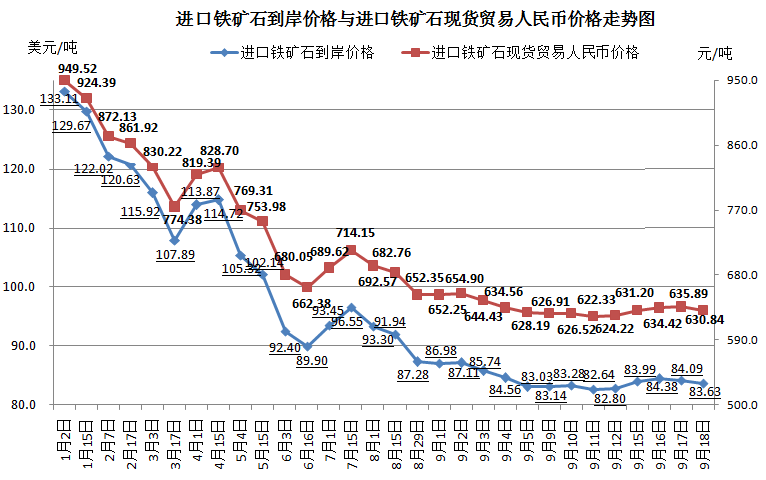 进口铁矿石到岸价格与进口铁矿石现货贸易人民币价格走势图
美元/吨
进口铁矿石到岸价格
进口铁矿石现货贸易人民币价格
元/吨
130.0
120.0
110.0
100.0
90.0
80.0
950.0
860.0
770.0
680.0
590.0
500.0
949.52
924.39
872.13
861.92
830.22
774.38
819.39
828.70
769.31
753.98
680.05
662.38
689.62
714.15
692.57
682.76
652.35
652.25
654.90
644.43
634.56
628.19
626.91
626.52
622.33
624.22
631.20
634.42
635.89
630.84
133.11
129.67
122.02
120.63
115.92
107.89
113.87
114.72
105.32
102.14
92.40
89.90
93.45
96.55
93.30
91.94
87.28
86.98
87.11
85.74
84.56
83.03
83.14
83.28
82.64
82.80
83.99
84.38
84.09
83.63
1月2日
1月15日
2月7日
2月17日
3月3日
3月17日
4月1日
4月15日
5月4日
5月15日
6月3日
6月16日
7月1日
7月15日
8月1日
8月15日
8月29日
9月1日
9月2日
9月3日
9月4日
9月5日
9月9日
9月10日
9月11日
9月12日
9月15日
9月16日
9月17日
9月18日